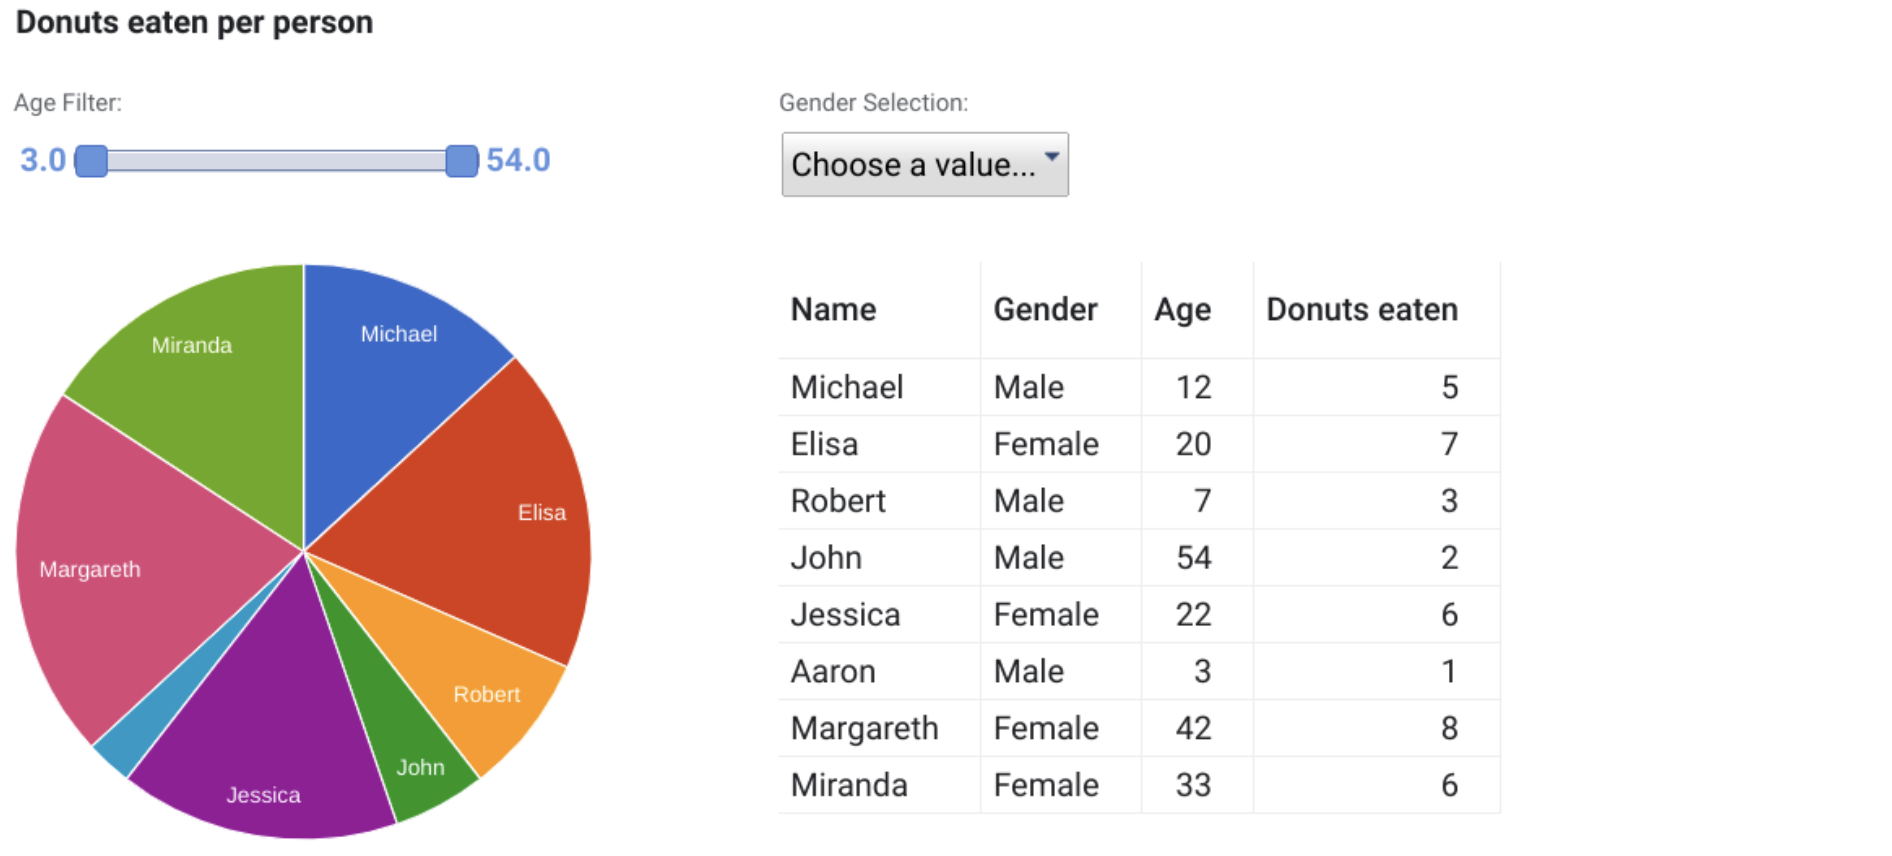 Donuts eaten per person
Age Filter:
3.0 54.0
Gender Selection:
Choose a value...
Miranda
Michael
Elisa
Margareth
Robert
John
Jessica
Name Gender Age Donuts eaten
Michael Male 12 5
Elisa Female 20 7
Robert Male 7 3
John Male 54 2
Jessica Female 22 6
Aaron Male 3 1
Margareth Female 42 8
Miranda Female 33 6